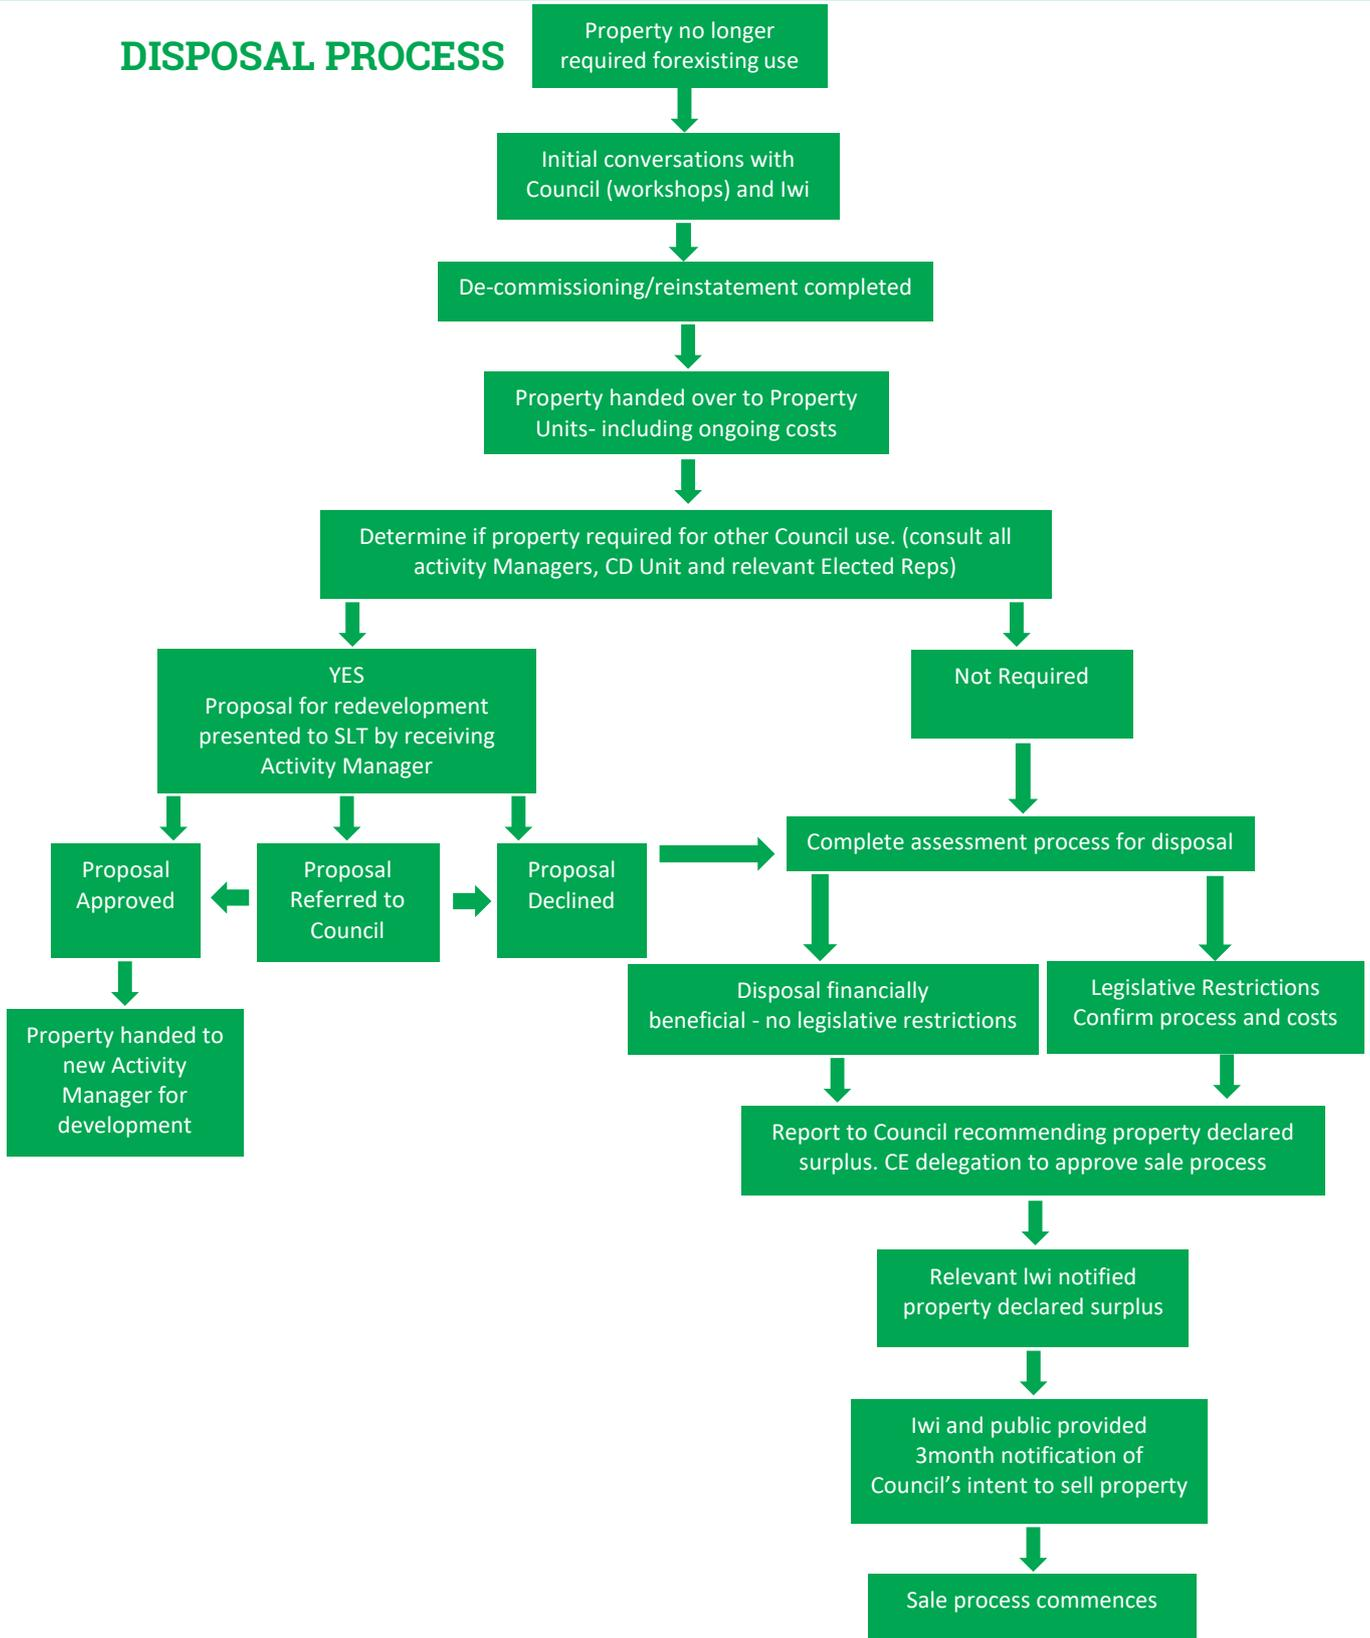 DISPOSAL PROCESS
Property no longer
required forexisting use
Initial conversations with
Council (workshops) and Iwi
De-commissioning/reinstatement completed
Property handed over to Property
Units- including ongoing costs
Determine if property required for other Council use. (consult all
activity Managers, CD Unit and relevant Elected Reps)
YES
Proposal for redevelopment
presented to SLT by receiving
Activity Manager
Not Required
Proposal
Approved
Proposal
Referred to
Council
Proposal
Declined
Complete assessment process for disposal
Property handed to
new Activity
Manager for
development
Disposal financially
beneficial - no legislative restrictions
Legislative Restrictions
Confirm process and costs
Report to Council recommending property declared
surplus. CE delegation to approve sale process
Relevant lwi notified
property declared surplus
Iwi and public provided
3month notification of
Council’s intent to sell property
Sale process commences